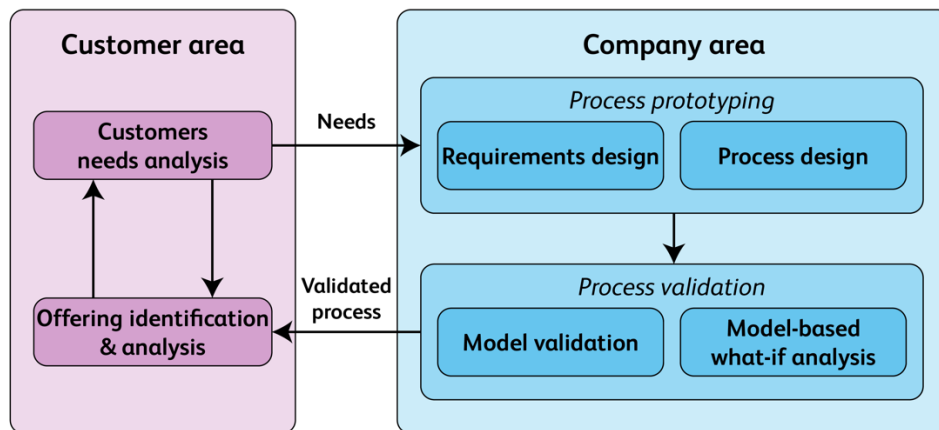 Customer area
Customers
needs analysis
Offering identification
& analysis
Needs
Validated
process
Company area
Process prototyping
Requirements design
Process design
Process validation
Model validation
Model-based
what-if analysis